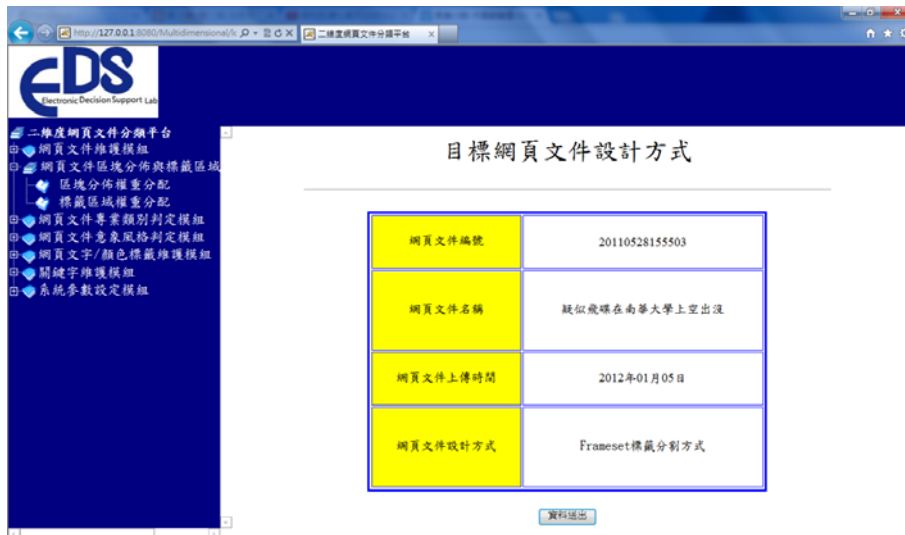 http://127.0.0.1:8080/Multidimensional/lc
二維度網頁文件分類平台
EDS
Electronic Decision Support Lab
二維度網頁文件分類平台
網頁文件維護模組
網頁文件區塊分佈與標籤區域
區塊分佈權重分配
標籤區域權重分配
網頁文件專業類別判定模組
網頁文件意象風格判定模組
網頁文字/顏色標籤維護模組
關鍵字維護模組
系統參數設定模組
目標網頁文件設計方式
網頁文件編號 20110528155503
網頁文件名稱 疑似飛碟在南華大學上空出沒
網頁文件上傳時間 2012年01月05日
網頁文件設計方式 Frameset標籤分割方式
資料送出